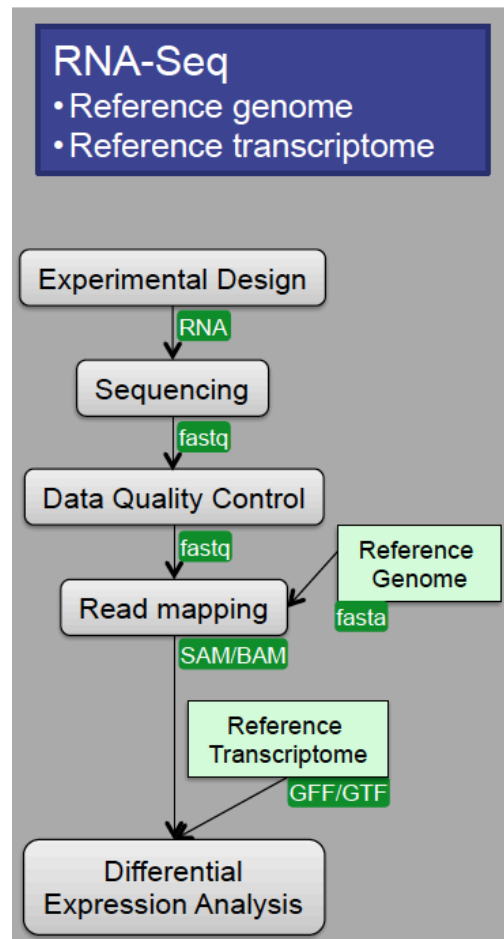 RNA-Seq
• Reference genome
• Reference transcriptome
Experimental Design
RNA
Sequencing
fastq
Data Quality Control
fastq
Reference
Genome
fasta
Read mapping
SAM/BAM
Reference
Transcriptome
GFF/GTF
Differential
Expression Analysis